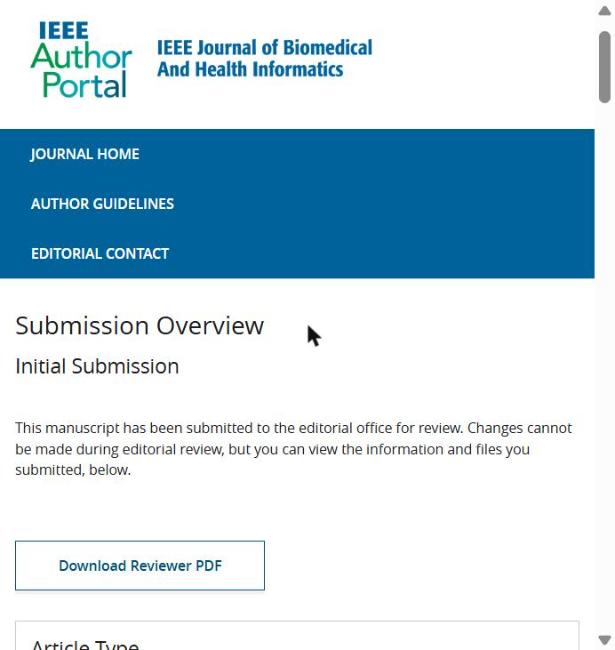 IEEE
Author
Portal
IEEE Journal of Biomedical
And Health Informatics
JOURNAL HOME
AUTHOR GUIDELINES
EDITORIAL CONTACT
Submission Overview
Initial Submission
This manuscript has been submitted to the editorial office for review. Changes cannot
be made during editorial review, but you can view the information and files you
submitted, below.
Download Reviewer PDF
Article Type